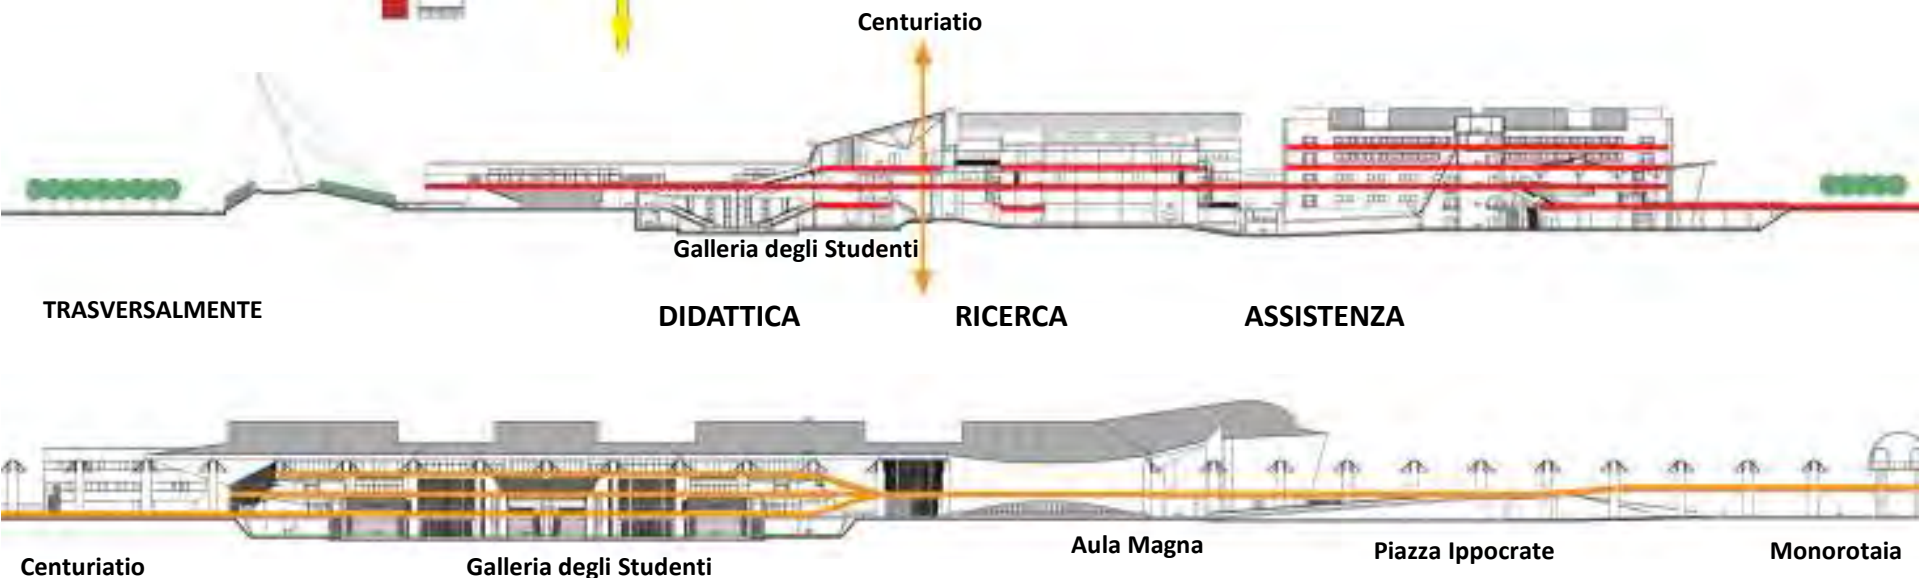 Centuriatio
Galleria degli Studenti
TRASVERSALMENTE
DIDATTICA
RICERCA
ASSISTENZA
Aula Magna
Piazza Ippocrate
Monorotaia
Centuriatio
Galleria degli Studenti